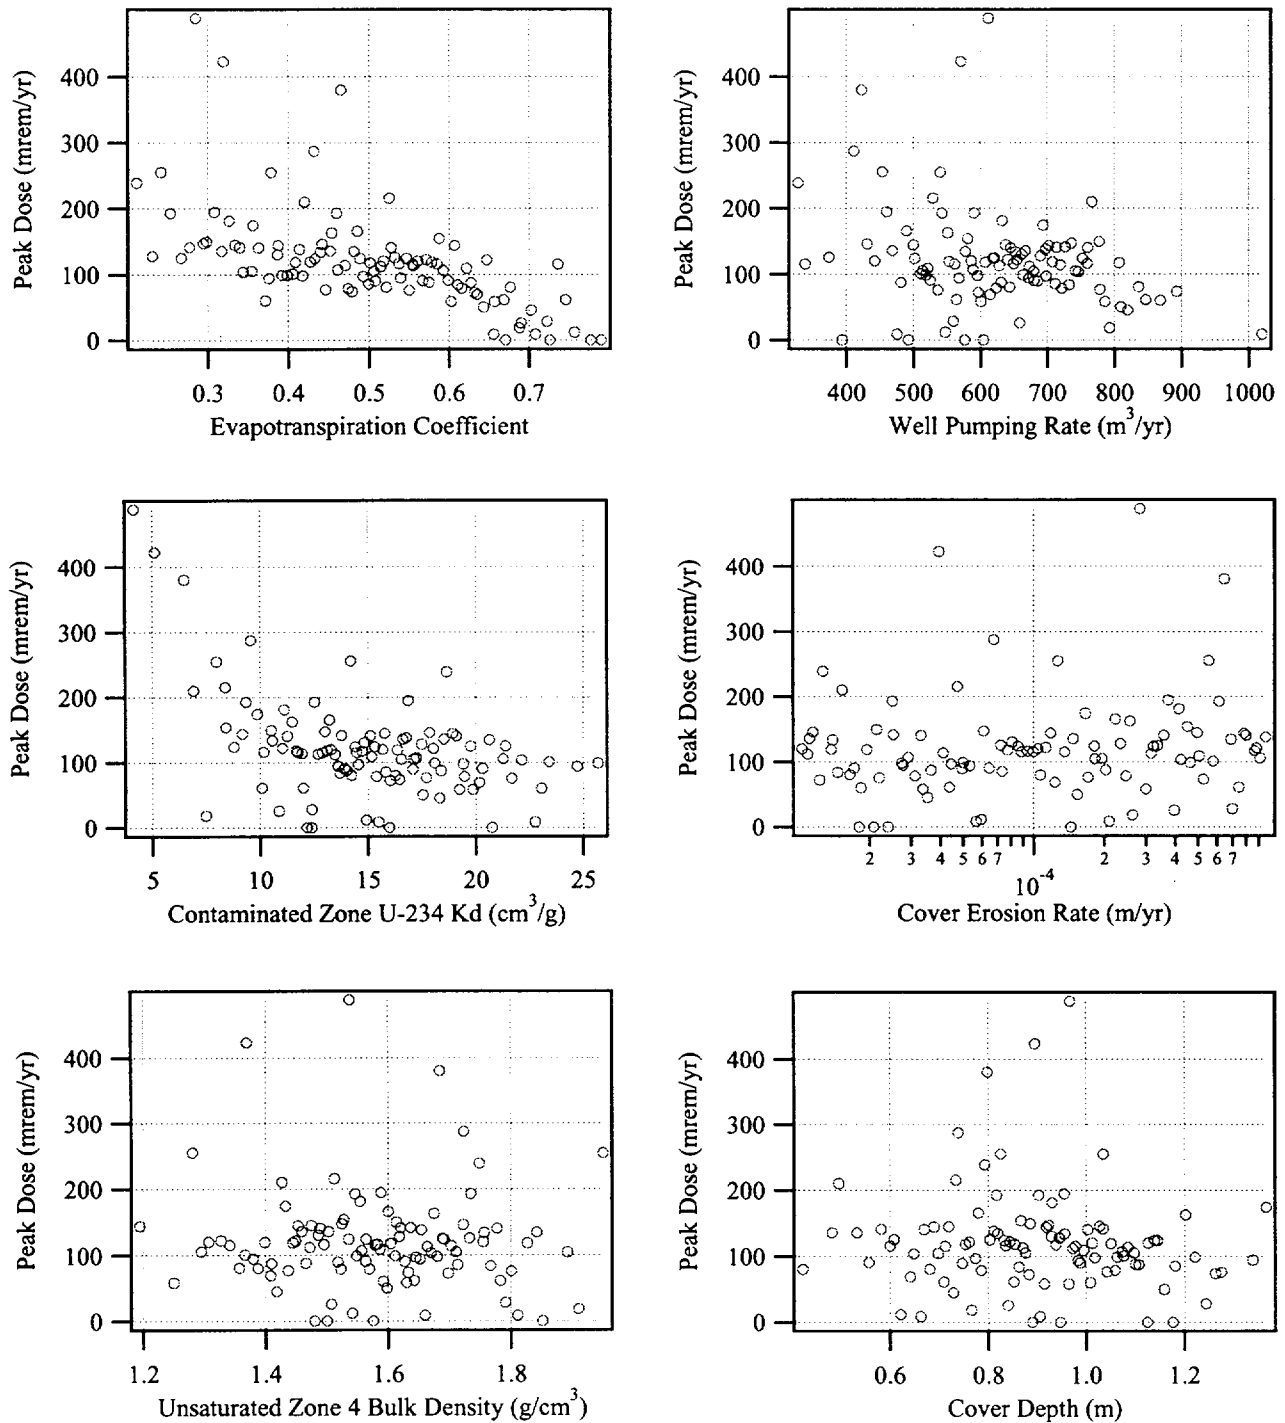 Peak Dose (mrem/yr)
400
300
200
100
0
0.3 0.4 0.5 0.6 0.7
Evapotranspiration Coefficient
Peak Dose (mrem/yr)
400
300
200
100
0
400 500 600 700 800 900 1000
Well Pumping Rate (m³/yr)
Peak Dose (mrem/yr)
400
300
200
100
0
5 10 15 20 25
Contaminated Zone U-234 Kd (cm³/g)
Peak Dose (mrem/yr)
400
300
200
100
0
2 3 4 5 6 7 2 3 4 5 6 7
10⁻⁴
Cover Erosion Rate (m/yr)
Peak Dose (mrem/yr)
400
300
200
100
0
1.2 1.4 1.6 1.8
Unsaturated Zone 4 Bulk Density (g/cm³)
Peak Dose (mrem/yr)
400
300
200
100
0
0.6 0.8 1.0 1.2
Cover Depth (m)